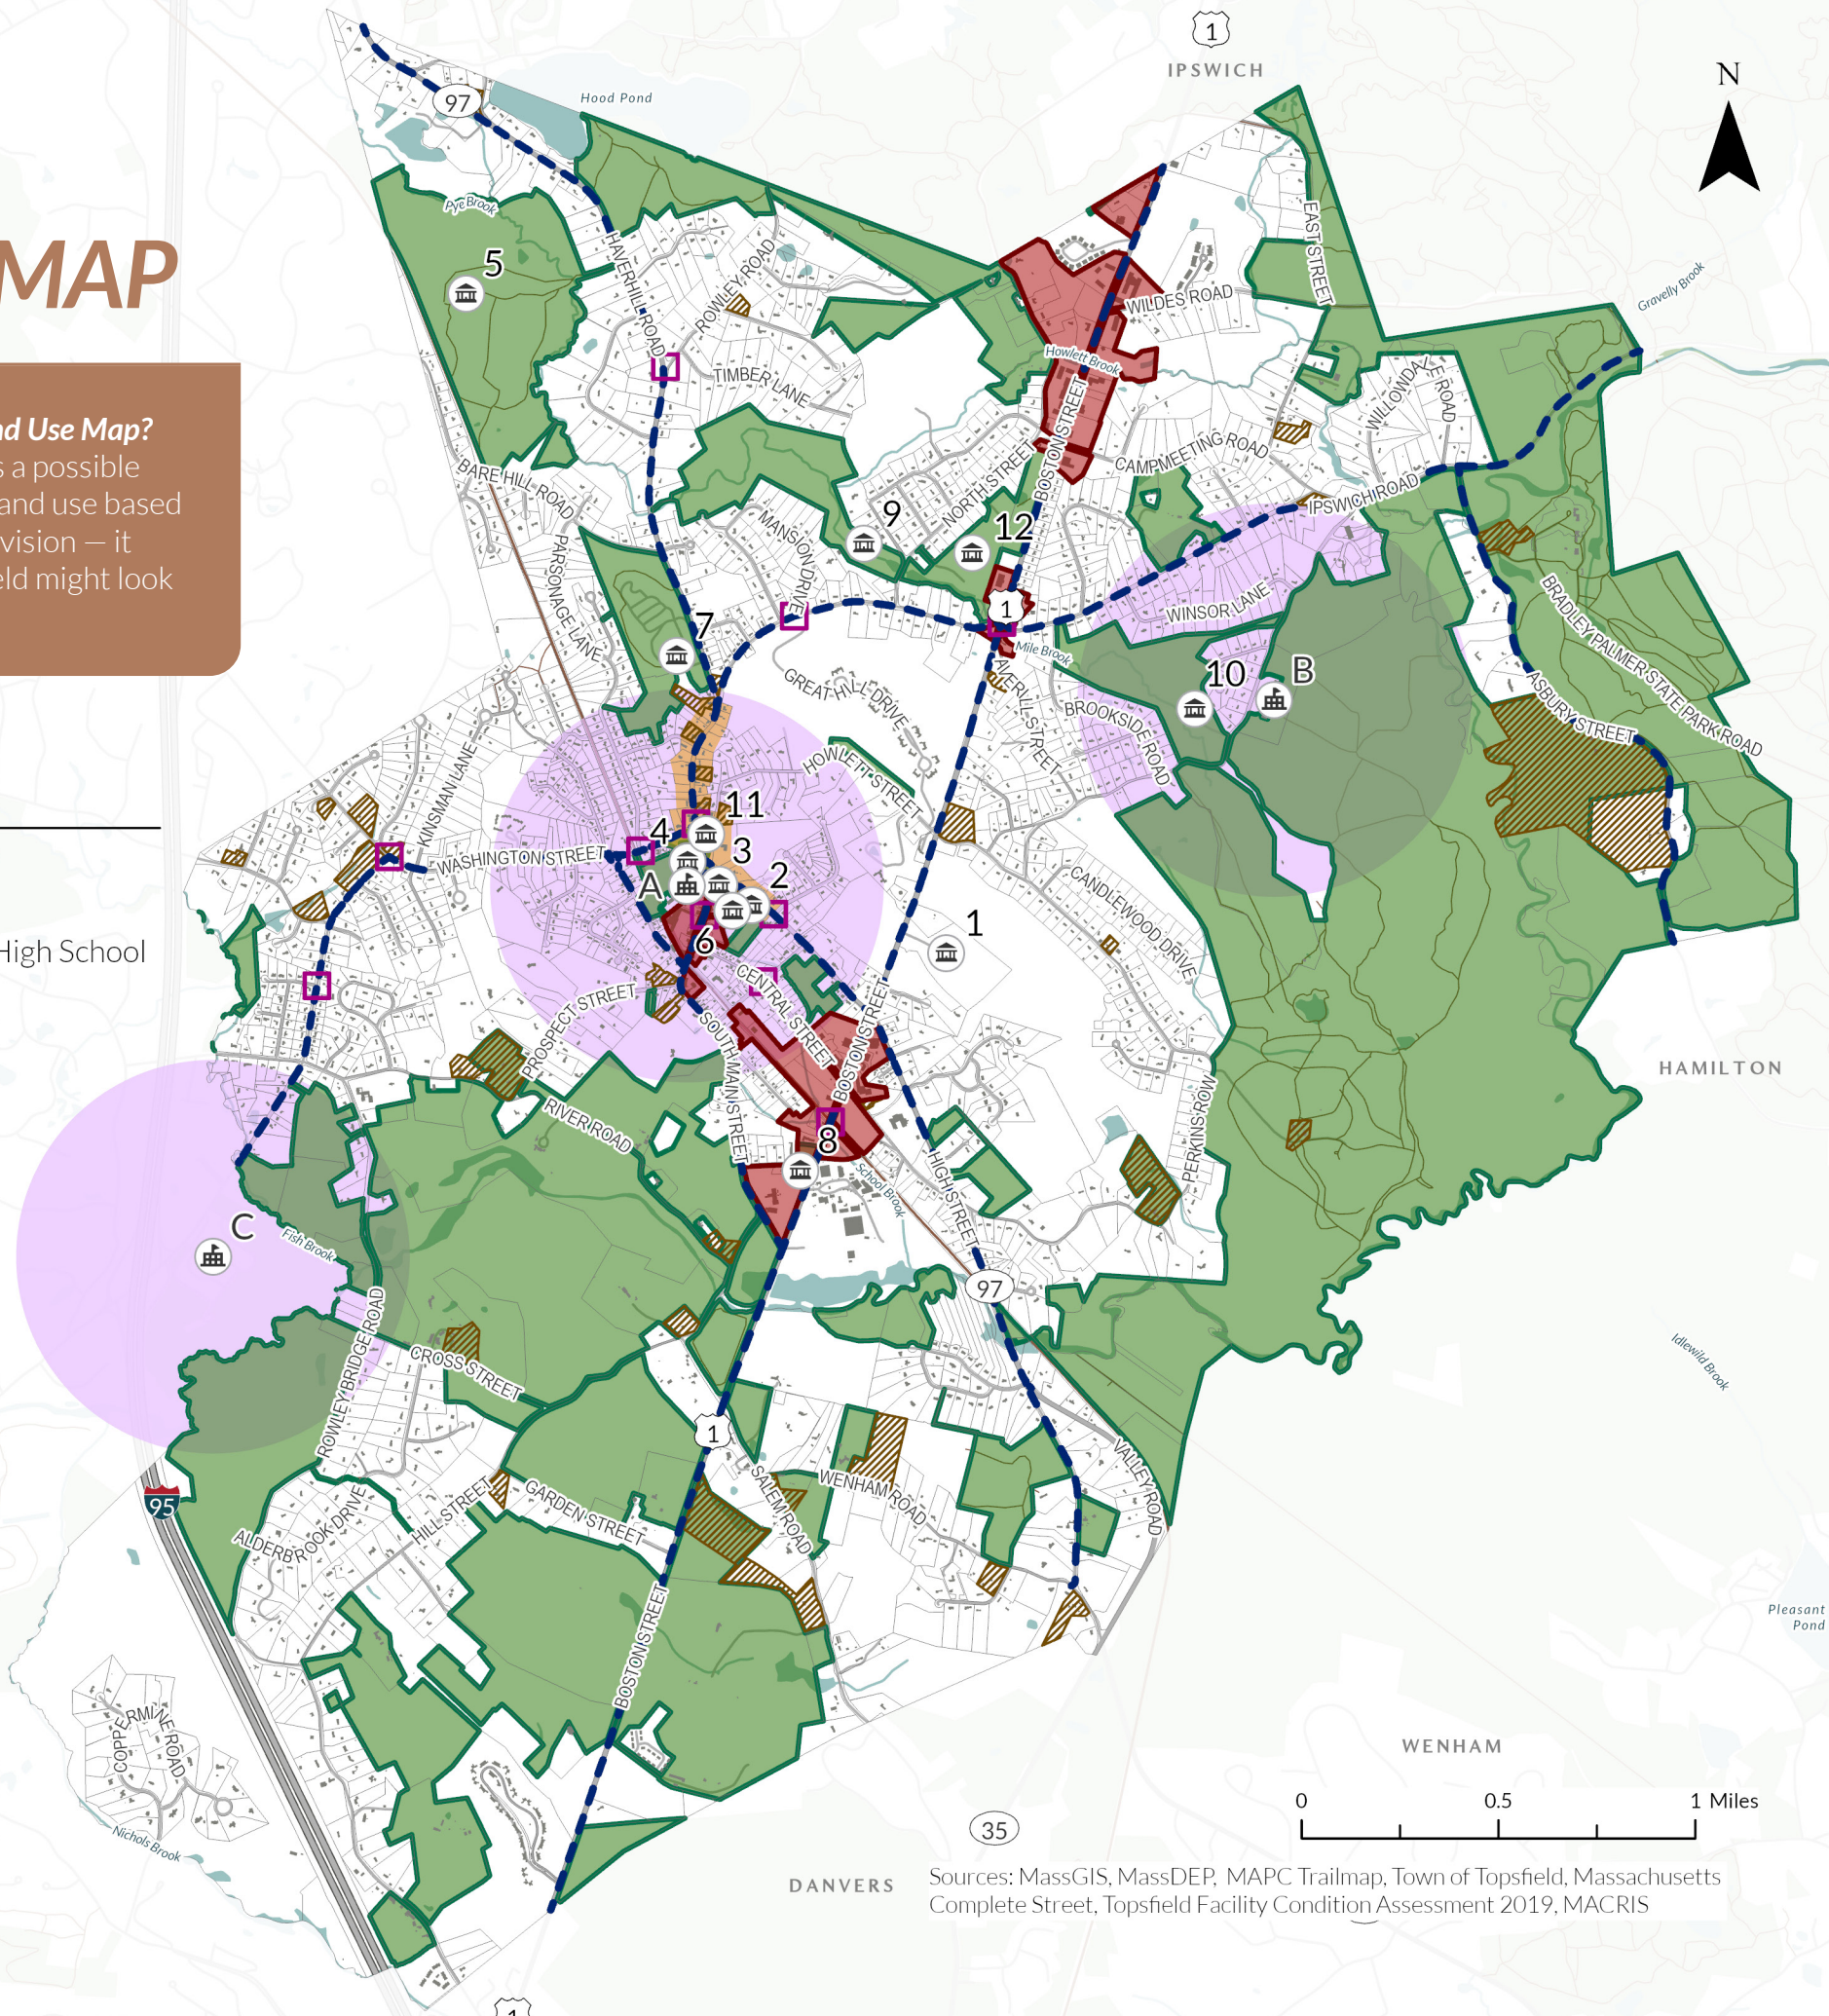 MAP
nd Use Map?
s a possible
and use based
vision — it
eld might look
High School
1
IPSWICH
N
97
Hood Pond
Pye Brook
5
HAVERHILL ROAD
ROWLEY ROAD
TIMBER LANE
BARE HILL ROAD
PARSONAGE LANE
EAST STREET
WILDES ROAD
Howlett Brook
BOSTON STREET
Gravelly Brook
WILLOWDALE ROAD
CAMPMEETING ROAD
IPSWICH ROAD
NORTH STREET
9
12
MANSION DRIVE
7
1
Mile Brook
WINSOR LANE
10
B
BRADLEY PALMER STATE PARK ROAD
ASBURY STREET
GREAT HILL DRIVE
AVERILL STREET
BROOKSIDE ROAD
HOWLETT STREET
KINSMAN LANE
WASHINGTON STREET
11
4
3
A
2
6
1
CANDLEWOOD DRIVE
CENTRAL STREET
PROSPECT STREET
SOUTH MAIN STREET
BOSTON STREET
HAMILTON
RIVER ROAD
PERKINS ROW
8
School Brook
HIGH STREET
C
Fish Brook
97
ROWLEY BRIDGE ROAD
CROSS STREET
Idlewild Brook
1
VALLEY ROAD
SALEM ROAD
WENHAM ROAD
95
ALDERBROOK DRIVE
HILL STREET
GARDEN STREET
BOSTON STREET
Pleasant
Pond
COPPERMINE ROAD
Nichols Brook
WENHAM
0 0.5 1 Miles
35
DANVERS
Sources: MassGIS, MassDEP, MAPC Trailmap, Town of Topsfield, Massachusetts
Complete Street, Topsfield Facility Condition Assessment 2019, MACRIS
1